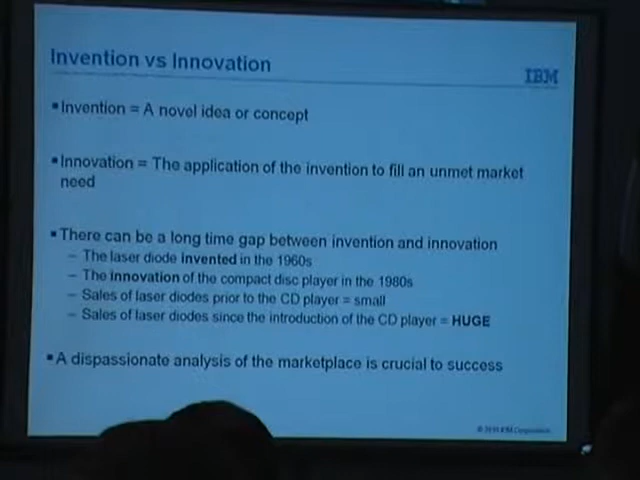 Invention vs Innovation
IBM
▪Invention = A novel idea or concept
▪Innovation = The application of the invention to fill an unmet market
need
▪There can be a long time gap between invention and innovation
– The laser diode invented in the 1960s
– The innovation of the compact disc player in the 1980s
– Sales of laser diodes prior to the CD player = small
– Sales of laser diodes since the introduction of the CD player = HUGE
▪A dispassionate analysis of the marketplace is crucial to success
IBM Corporation